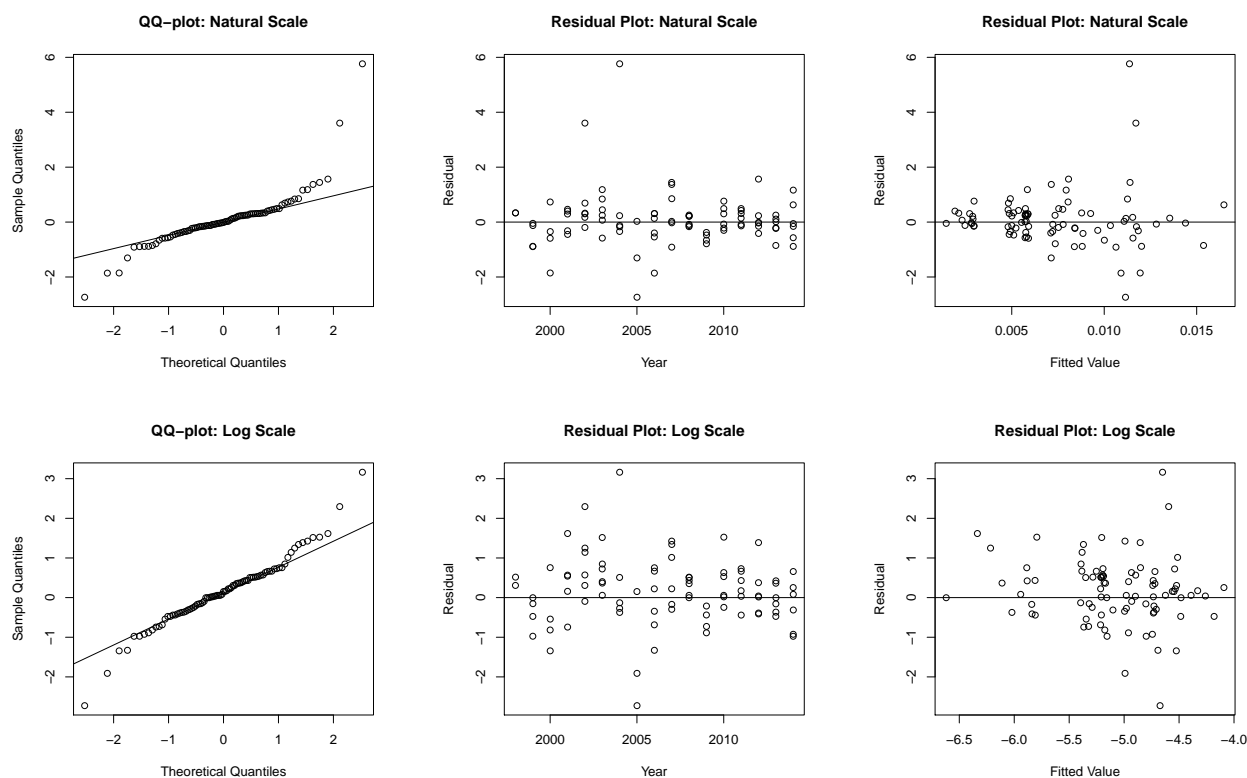 QQ−plot: Natural Scale
Sample Quantiles
6
4
2
0
−2
−2 −1 0 1 2
Theoretical Quantiles
Residual Plot: Natural Scale
Residual
6
4
2
0
−2
2000 2005 2010
Year
Residual Plot: Natural Scale
Residual
6
4
2
0
−2
0.005 0.010 0.015
Fitted Value
QQ−plot: Log Scale
Sample Quantiles
3
2
1
0
−1
−2
−2 −1 0 1 2
Theoretical Quantiles
Residual Plot: Log Scale
Residual
3
2
1
0
−1
−2
2000 2005 2010
Year
Residual Plot: Log Scale
Residual
3
2
1
0
−1
−2
−6.5 −6.0 −5.5 −5.0 −4.5 −4.0
Fitted Value